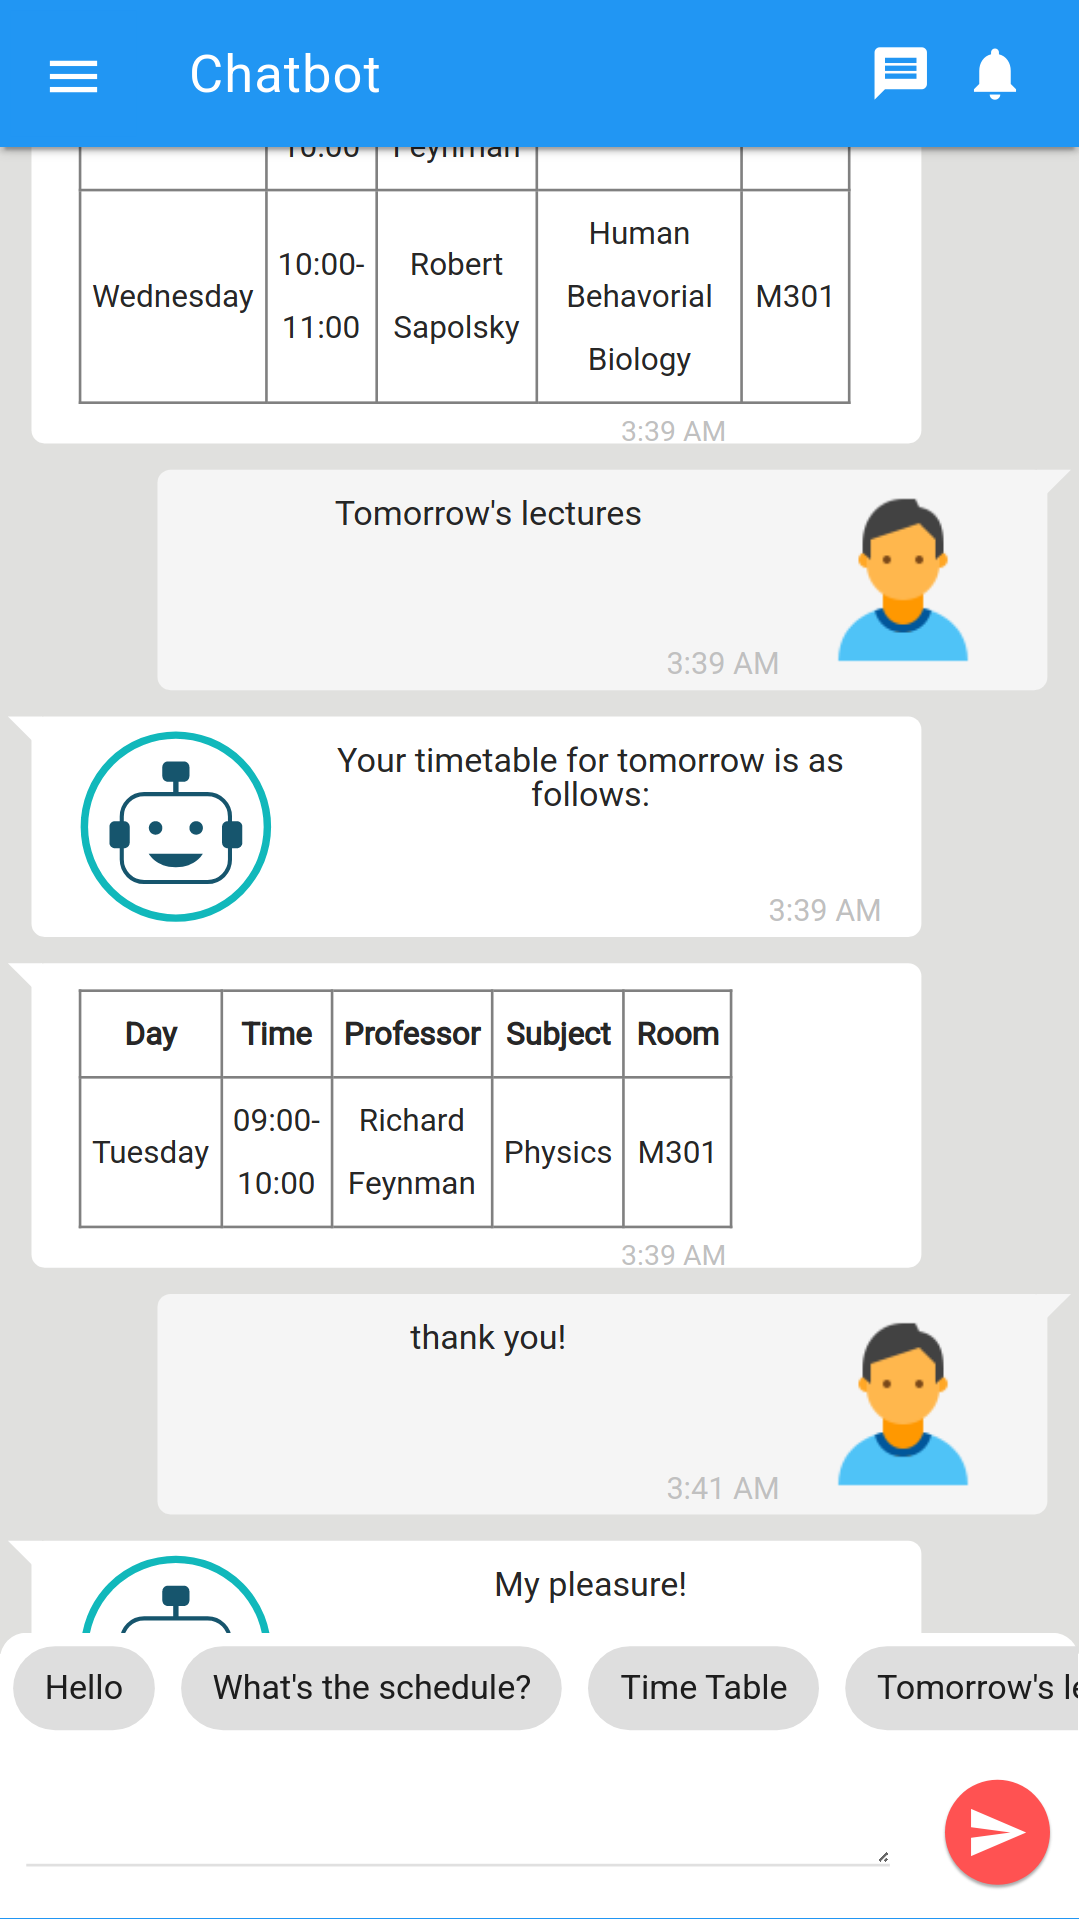 Chatbot
10:00 Feynman
Wednesday 10:00-11:00 Robert Sapolsky Human Behavorial Biology M301
3:39 AM
Tomorrow's lectures
3:39 AM
Your timetable for tomorrow is as
follows:
3:39 AM
Day Time Professor Subject Room
Tuesday 09:00-10:00 Richard Feynman Physics M301
3:39 AM
thank you!
3:41 AM
My pleasure!
Hello What's the schedule? Time Table Tomorrow's le